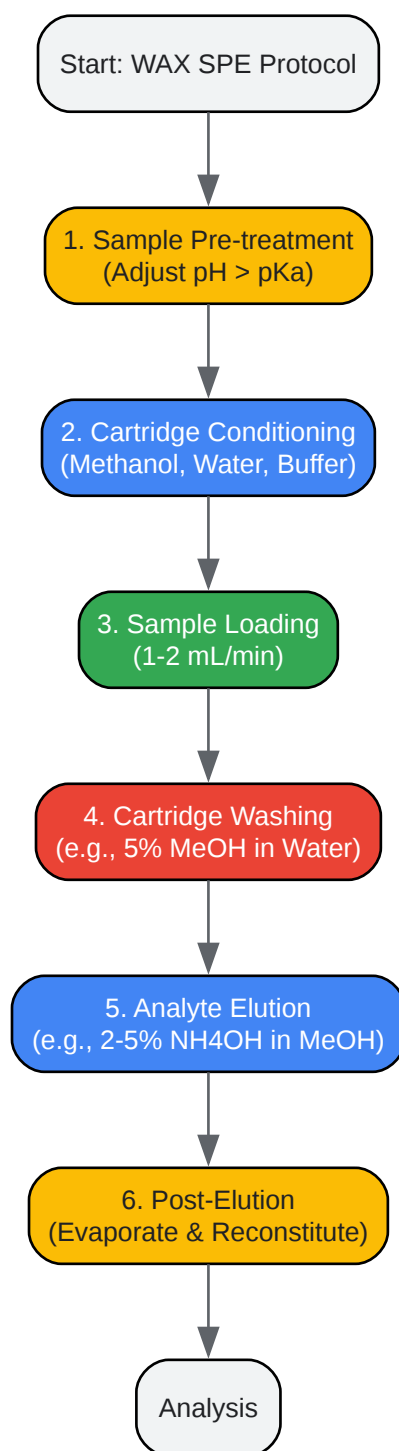 Start: WAX SPE Protocol
1. Sample Pre-treatment
(Adjust pH > pKa)
2. Cartridge Conditioning
(Methanol, Water, Buffer)
3. Sample Loading
(1-2 mL/min)
4. Cartridge Washing
(e.g., 5% MeOH in Water)
5. Analyte Elution
(e.g., 2-5% NH4OH in MeOH)
6. Post-Elution
(Evaporate & Reconstitute)
Analysis